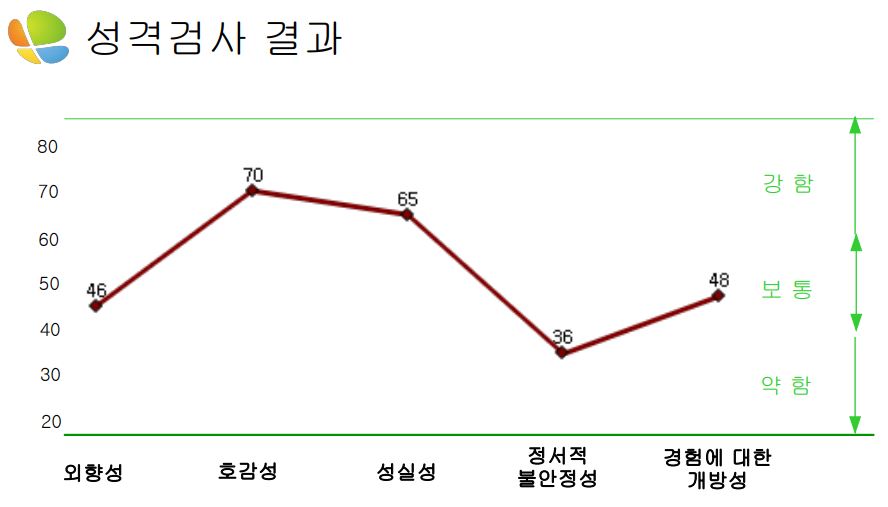 성격검사 결과
80
70
60
50
40
30
20
46
70
65
36
48
강 함
보 통
약 함
외향성
호감성
성실성
정서적
불안정성
경험에 대한
개방성